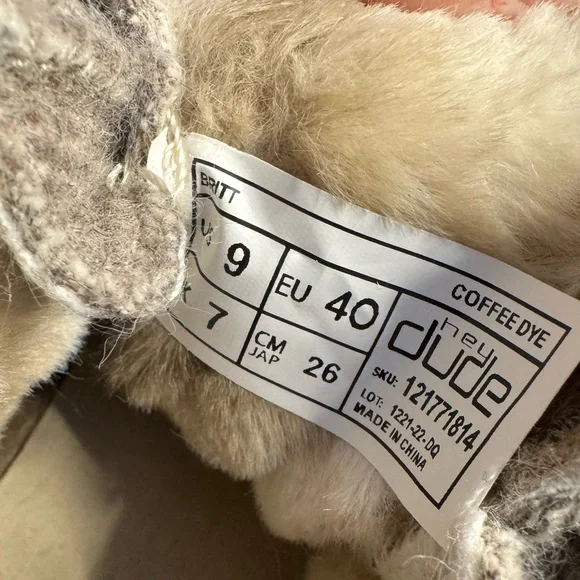 BRITT
COFFEE DYE
9
7
EU 40
CM
JAP 26
hey
dude
SKU: 121771814
LOT: 1221-22-DQ
MADE IN CHINA